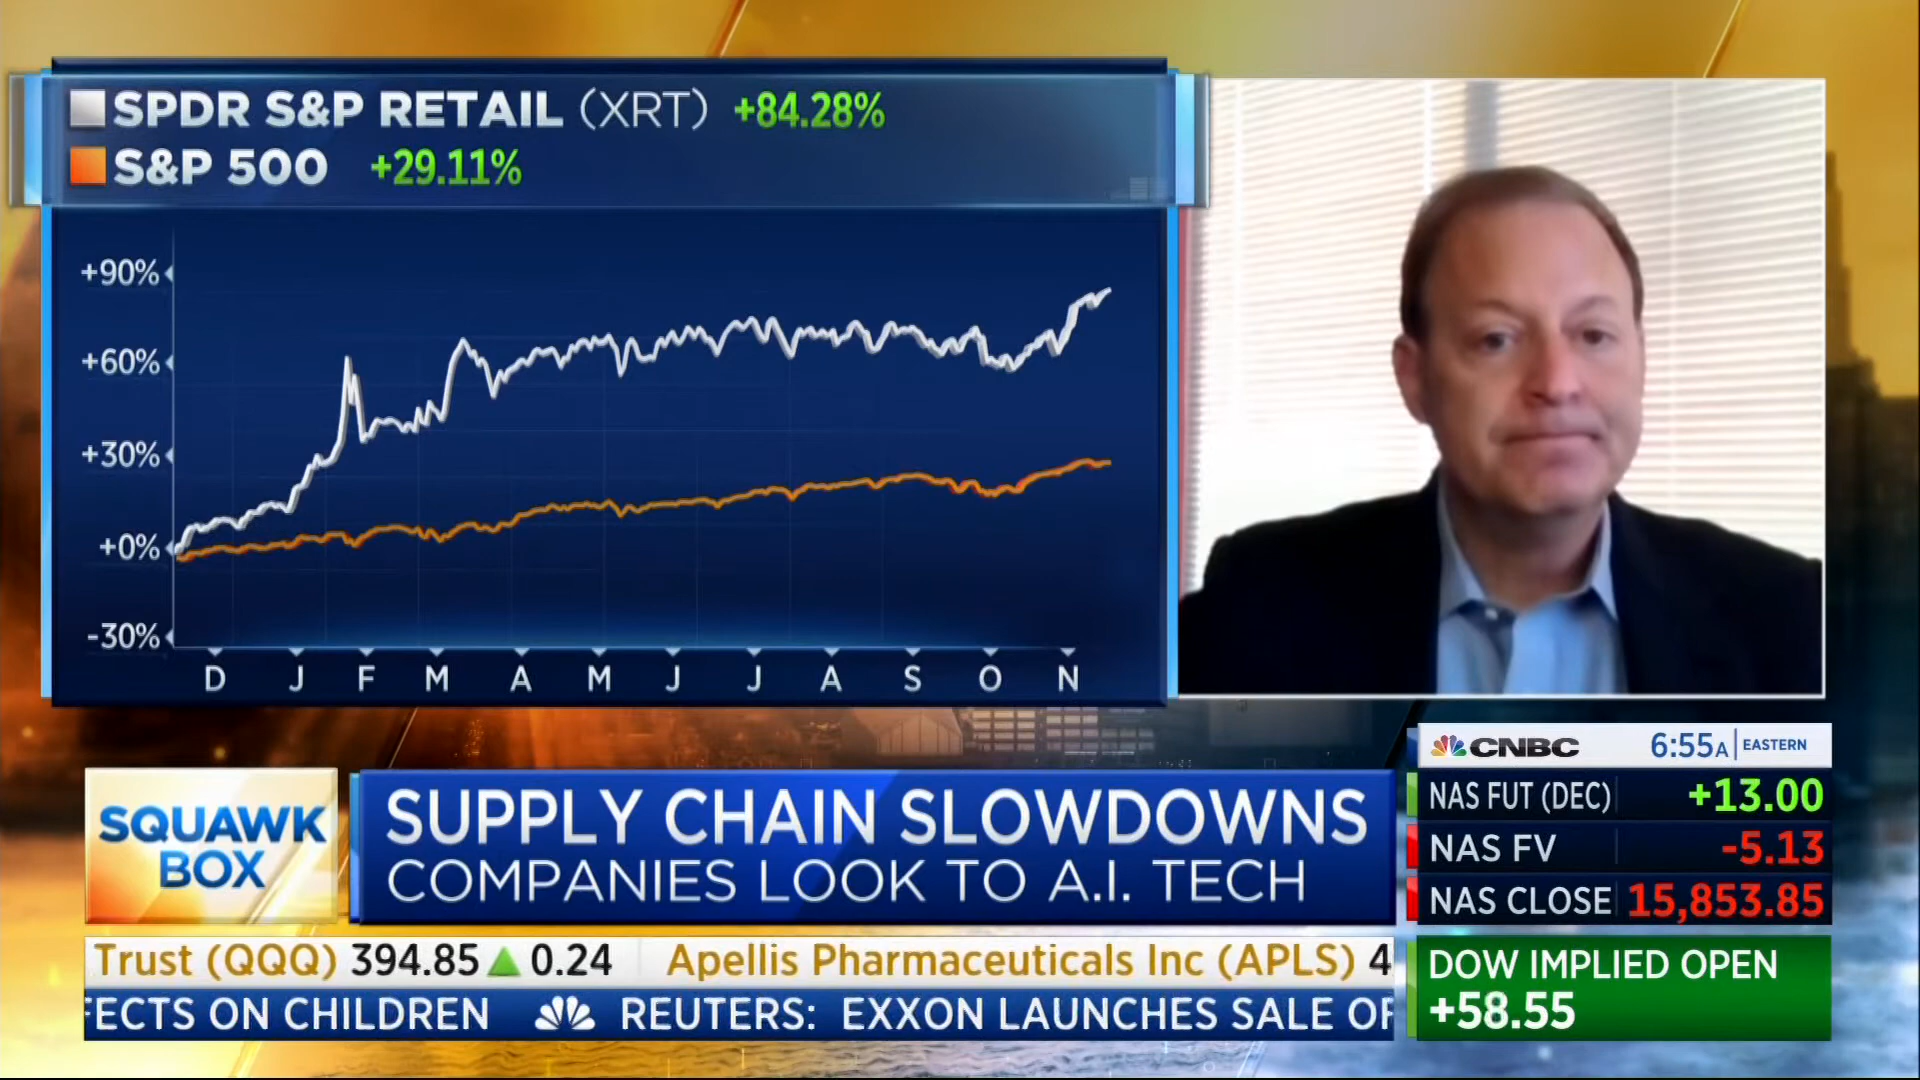 SPDR S&P RETAIL (XRT) +84.28%
S&P 500 +29.11%
+90%
+60%
+30%
+0%
-30%
D J F M A M J J A S O N
CNBC 6:55A EASTERN
NAS FUT (DEC) +13.00
NAS FV -5.13
NAS CLOSE 15,853.85
SQUAWK
BOX
SUPPLY CHAIN SLOWDOWNS
COMPANIES LOOK TO A.I. TECH
Trust (QQQ) 394.85 ▲ 0.24 Apellis Pharmaceuticals Inc (APLS) 4
FECTS ON CHILDREN REUTERS: EXXON LAUNCHES SALE OF
DOW IMPLIED OPEN
+58.55